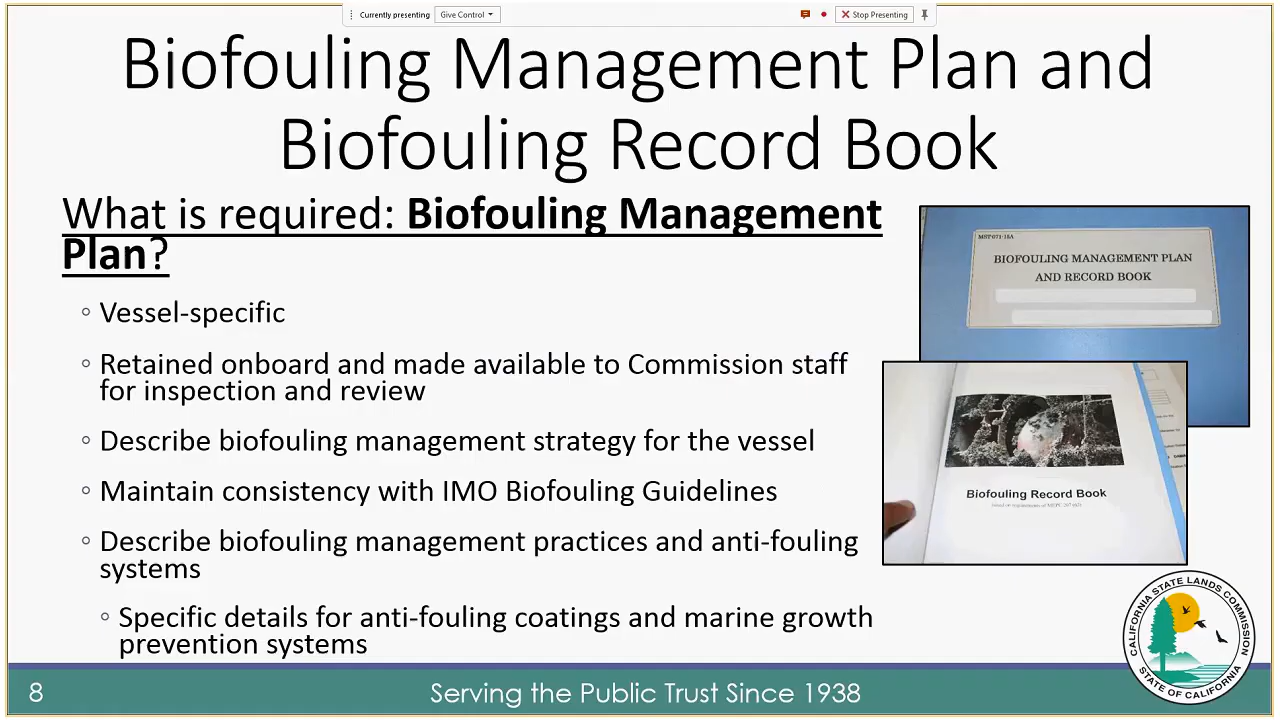 Currently presenting Give Control Stop Presenting
Biofouling Management Plan and
Biofouling Record Book
What is required: Biofouling Management
Plan?
Vessel-specific
Retained onboard and made available to Commission staff
for inspection and review
Describe biofouling management strategy for the vessel
Maintain consistency with IMO Biofouling Guidelines
Describe biofouling management practices and anti-fouling
systems
Specific details for anti-fouling coatings and marine growth
prevention systems
BIOFOULING MANAGEMENT PLAN
AND RECORD BOOK
Biofouling Record Book
CALIFORNIA STATE LANDS COMMISSION
STATE OF CALIFORNIA
8 Serving the Public Trust Since 1938